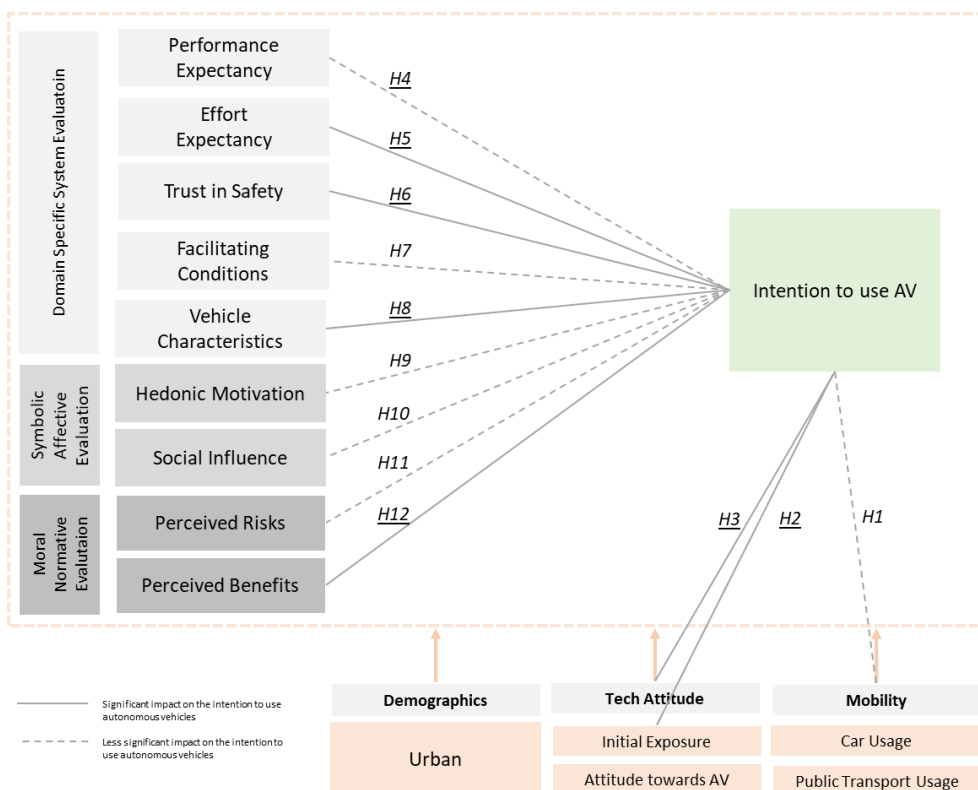 Domain Specific System Evaluatoin
Performance
Expectancy
Effort
Expectancy
Trust in Safety
Facilitating
Conditions
Vehicle
Characteristics
Symbolic
Affective
Evaluation
Hedonic Motivation
Social Influence
Moral
Normative
Evalutaion
Perceived Risks
Perceived Benefits
H4
H5
H6
H7
H8
H9
H10
H11
H12
Intention to use AV
H3
H2
H1
Significant impact on the intention to use
autonomous vehicles
Less significant impact on the intention to
use autonomous vehicles
Demographics
Urban
Tech Attitude
Initial Exposure
Attitude towards AV
Mobility
Car Usage
Public Transport Usage